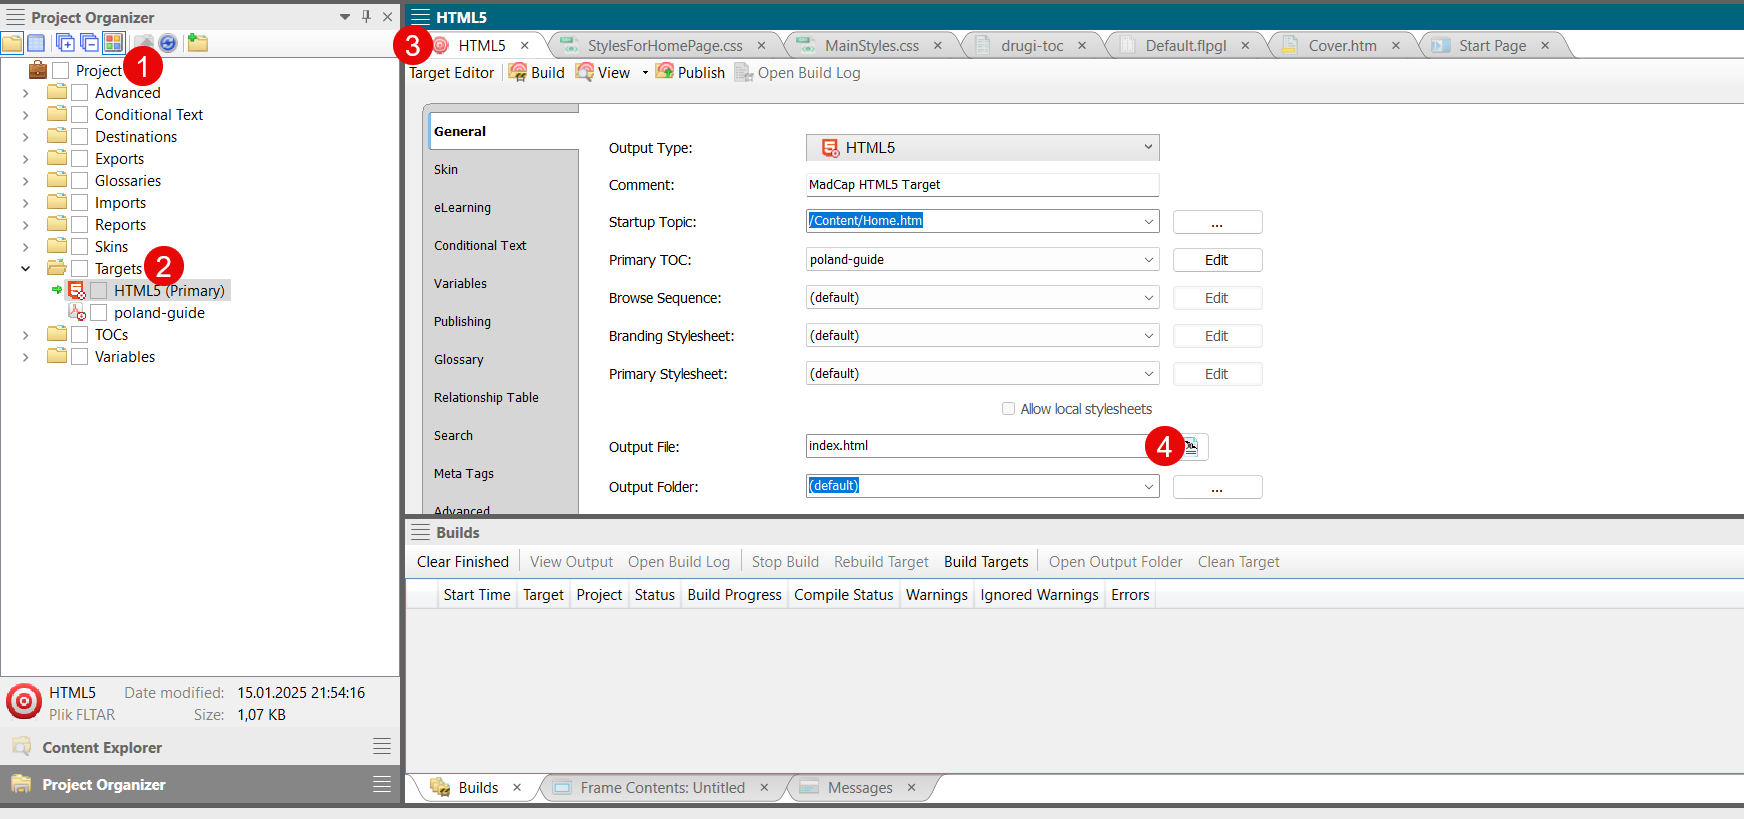 Project Organizer
1
Project
Advanced
Conditional Text
Destinations
Exports
Glossaries
Imports
Reports
Skins
Targets
2
HTML5 (Primary)
poland-guide
TOCs
Variables
HTML5 Date modified: 15.01.2025 21:54:16
Plik FLTAR Size: 1,07 KB
Content Explorer
Project Organizer
HTML5
3
HTML5 StylesForHomePage.css MainStyles.css drugi-toc Default.flpgl Cover.htm Start Page
Target Editor Build View Publish Open Build Log
General
Skin
eLearning
Conditional Text
Variables
Publishing
Glossary
Relationship Table
Search
Meta Tags
Advanced
Output Type: HTML5
Comment: MadCap HTML5 Target
Startup Topic: /Content/Home.htm ...
Primary TOC: poland-guide Edit
Browse Sequence: (default) Edit
Branding Stylesheet: (default) Edit
Primary Stylesheet: (default) Edit
Allow local stylesheets
Output File: index.html 4
Output Folder: (default) ...
Builds
Clear Finished View Output Open Build Log Stop Build Rebuild Target Build Targets Open Output Folder Clean Target
Start Time Target Project Status Build Progress Compile Status Warnings Ignored Warnings Errors
Builds Frame Contents: Untitled Messages